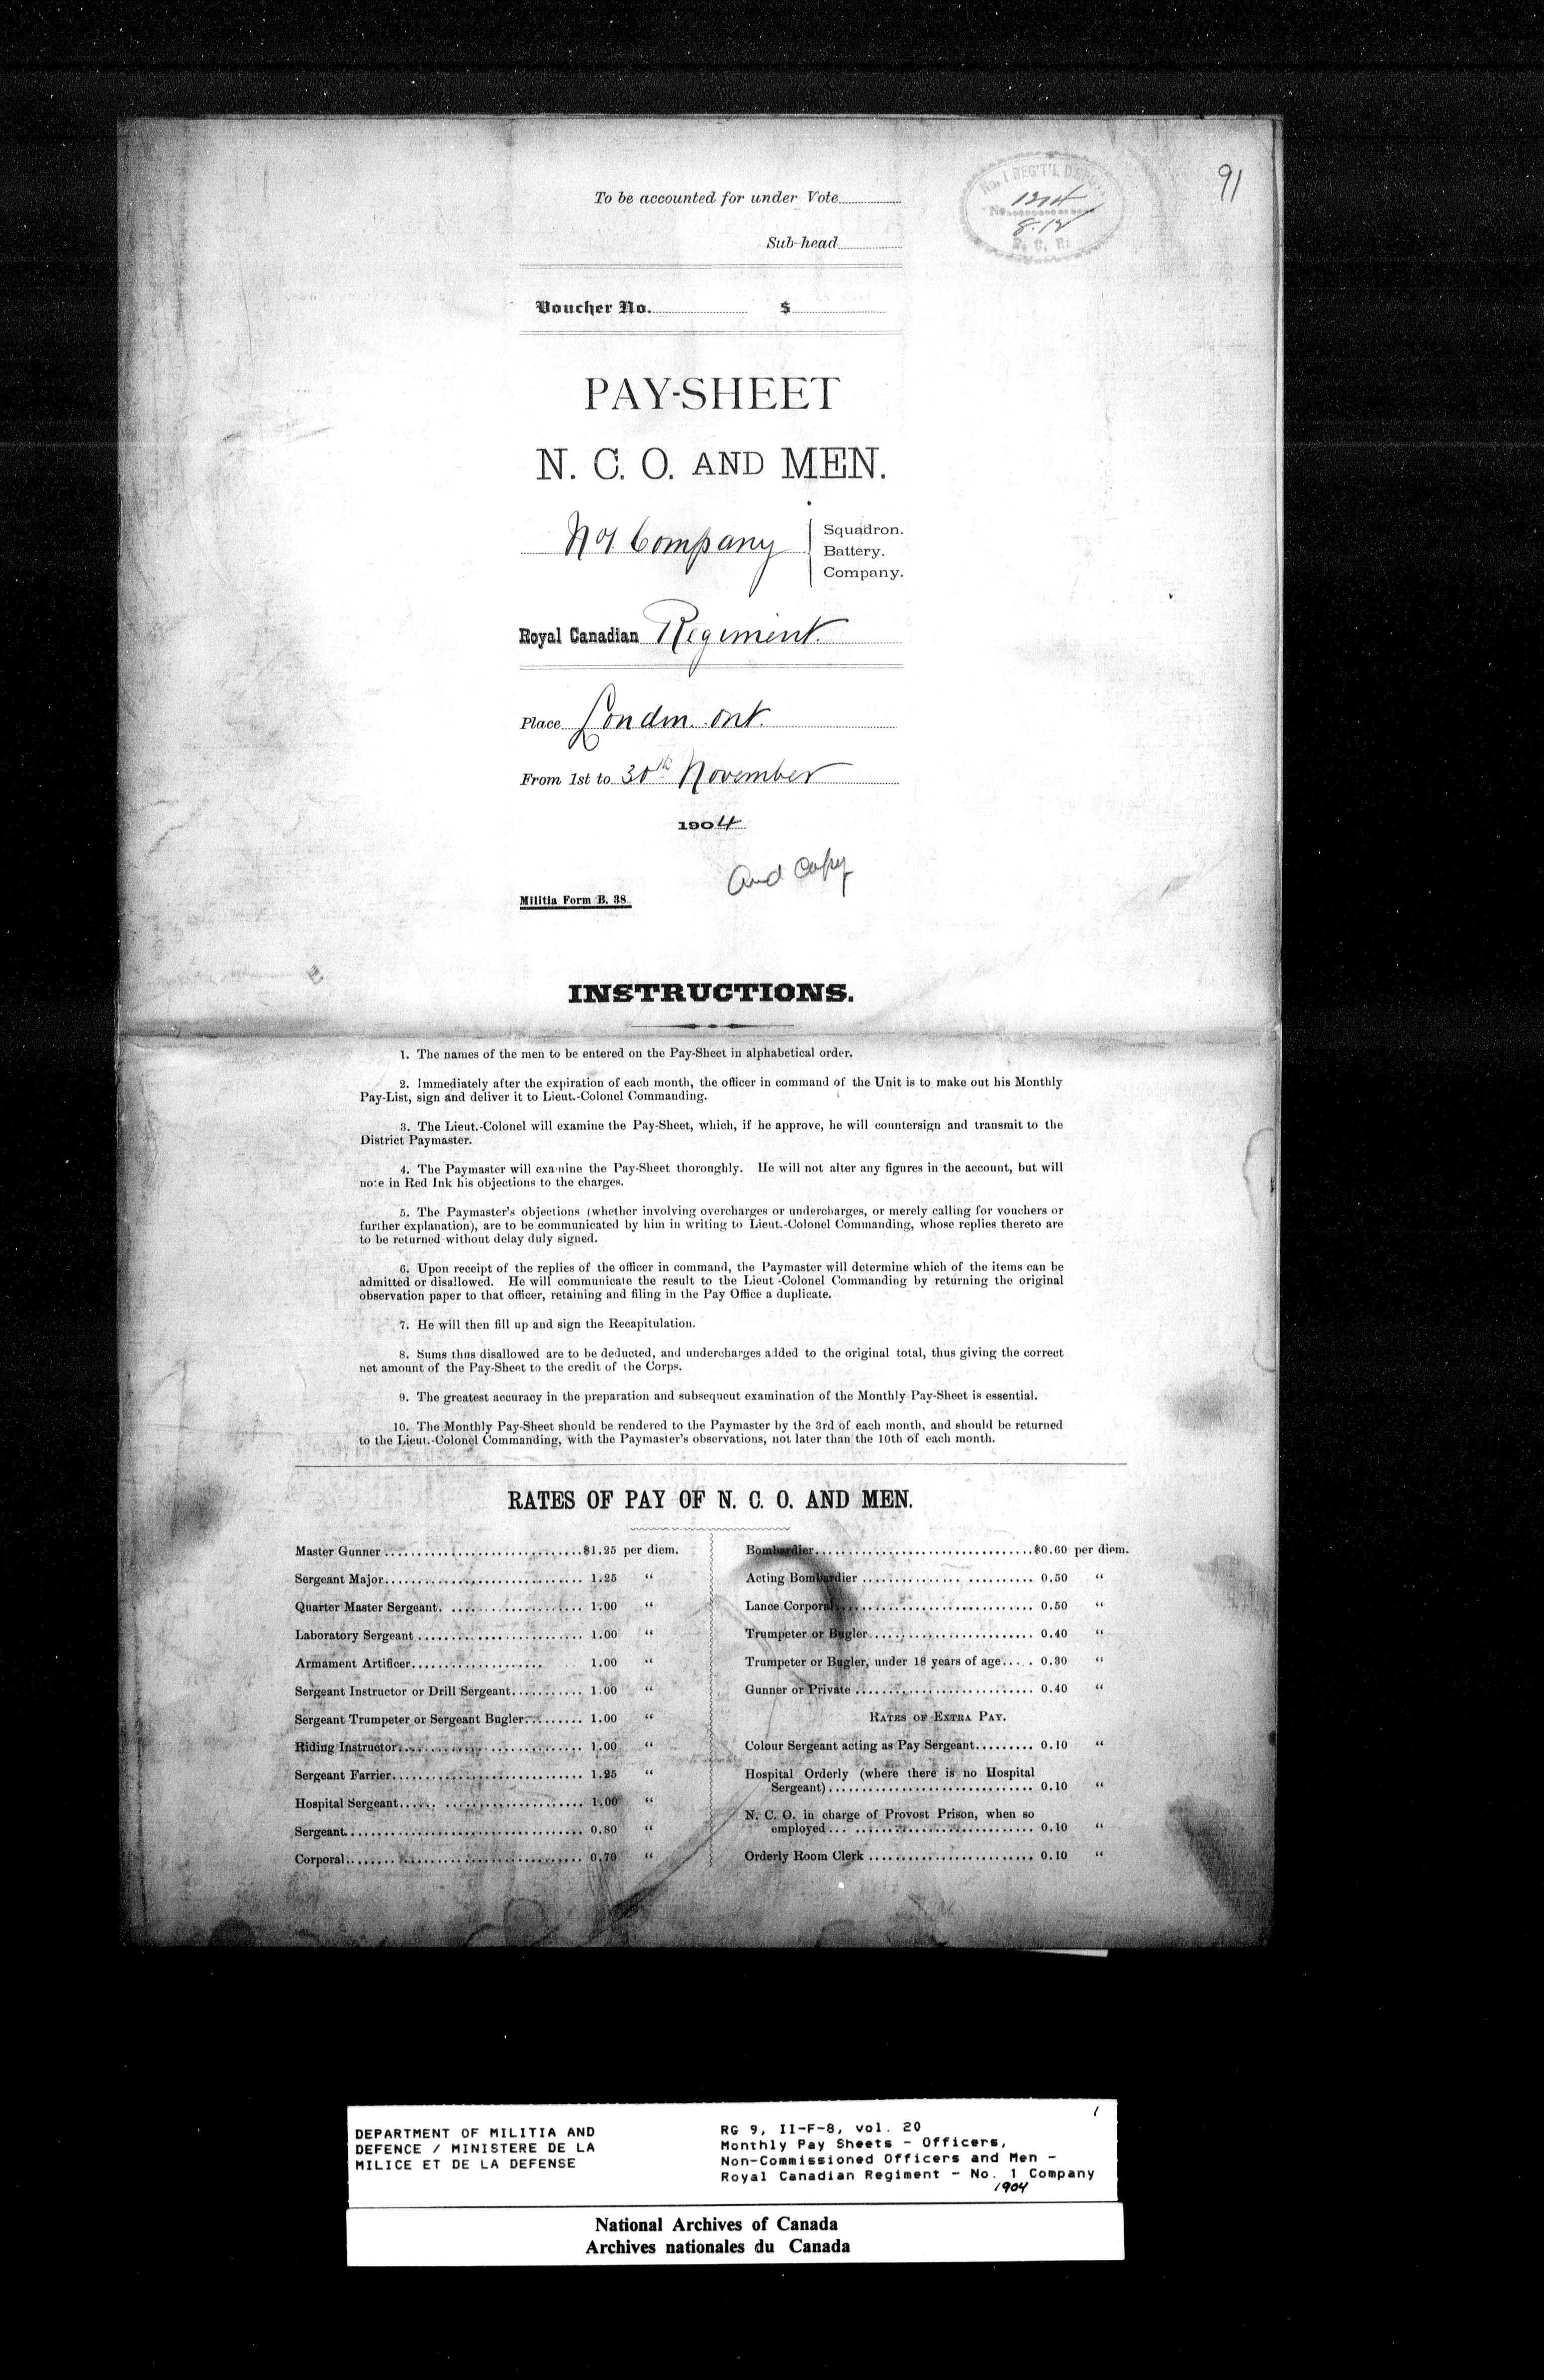 91
No. 1 REG'T'L DEPOT,
1214
No.
8.12
R. C. R.
To be accounted for under Vote
Sub-head
Voucher No. $
PAY-SHEET
N. C. O. AND MEN.
No 1 Company
Squadron.
Battery.
Company.
Royal Canadian Regiment.
Place London. Ont.
From 1st to 30th November
1904
and copy
Militia Form B. 38.
INSTRUCTIONS.
1. The names of the men to be entered on the Pay-Sheet in alphabetical order.
2. Immediately after the expiration of each month, the officer in command of the Unit is to make out his Monthly
Pay-List, sign and deliver it to Lieut.-Colonel Commanding.
3. The Lieut.-Colonel will examine the Pay-Sheet, which, if he approve, he will countersign and transmit to the
District Paymaster.
4. The Paymaster will examine the Pay-Sheet thoroughly. He will not alter any figures in the account, but will
note in Red Ink his objections to the charges.
5. The Paymaster's objections (whether involving overcharges or undercharges, or merely calling for vouchers or
further explanation), are to be communicated by him in writing to Lieut.-Colonel Commanding, whose replies thereto are
to be returned without delay duly signed.
6. Upon receipt of the replies of the officer in command, the Paymaster will determine which of the items can be
admitted or disallowed. He will communicate the result to the Lieut-Colonel Commanding by returning the original
observation paper to that officer, retaining and filing in the Pay Office a duplicate.
7. He will then fill up and sign the Recapitulation.
8. Sums thus disallowed are to be deducted, and undercharges added to the original total, thus giving the correct
net amount of the Pay-Sheet to the credit of the Corps.
9. The greatest accuracy in the preparation and subsequent examination of the Monthly Pay-Sheet is essential.
10. The Monthly Pay-Sheet should be rendered to the Paymaster by the 3rd of each month, and should be returned
to the Lieut.-Colonel Commanding, with the Paymaster's observations, not later than the 10th of each month.
RATES OF PAY OF N. C. O. AND MEN.
Master Gunner $1.25 per diem.
Sergeant Major 1.25 "
Quarter Master Sergeant. 1.00 "
Laboratory Sergeant 1.00 "
Armament Artificer 1.00 "
Sergeant Instructor or Drill Sergeant 1.00 "
Sergeant Trumpeter or Sergeant Bugler 1.00 "
Riding Instructor 1.00 "
Sergeant Farrier 1.25 "
Hospital Sergeant 1.00 "
Sergeant 0.80 "
Corporal 0.70 "
Bombardier $0.60 per diem.
Acting Bombardier 0.50 "
Lance Corporal 0.50 "
Trumpeter or Bugler 0.40 "
Trumpeter or Bugler, under 18 years of age 0.30 "
Gunner or Private 0.40 "
RATES OF EXTRA PAY.
Colour Sergeant acting as Pay Sergeant 0.10 "
Hospital Orderly (where there is no Hospital
Sergeant) 0.10 "
N. C. O. in charge of Provost Prison, when so
employed 0.10 "
Orderly Room Clerk 0.10 "
1
DEPARTMENT OF MILITIA AND
DEFENCE / MINISTERE DE LA
MILICE ET DE LA DEFENSE
RG 9, II-F-8, vol. 20
Monthly Pay Sheets - Officers,
Non-Commissioned Officers and Men -
Royal Canadian Regiment - No. 1 Company
1904
National Archives of Canada
Archives nationales du Canada